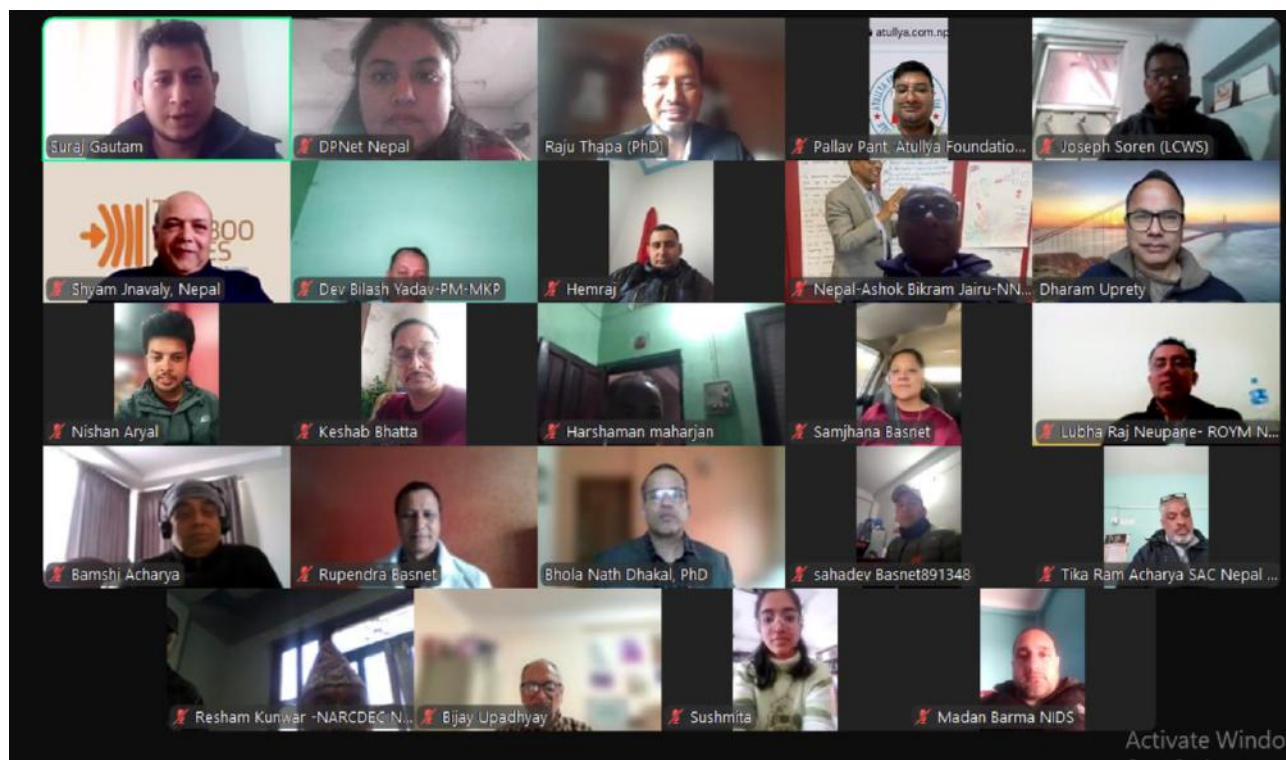 atullya.com.np
Suraj Gautam
DPNet Nepal
Raju Thapa (PhD)
Pallav Pant, Atullya Foundatio...
Joseph Soren (LCWS)
Shyam Jnavaly, Nepal
Dev Bilash Yadav-PM-MKP
Hemraj
Nepal-Ashok Bikram Jairu-NN...
Dharam Uprety
Nishan Aryal
Keshab Bhatta
Harshaman maharjan
Samjhana Basnet
Lubha Raj Neupane- ROYM N...
Bamshi Acharya
Rupendra Basnet
Bhola Nath Dhakal, PhD
sahadev Basnet891348
Tika Ram Acharya SAC Nepal ...
Resham Kunwar -NARCDEC N...
Bijay Upadhyay
Sushmita
Madan Barma NIDS
Activate Windo